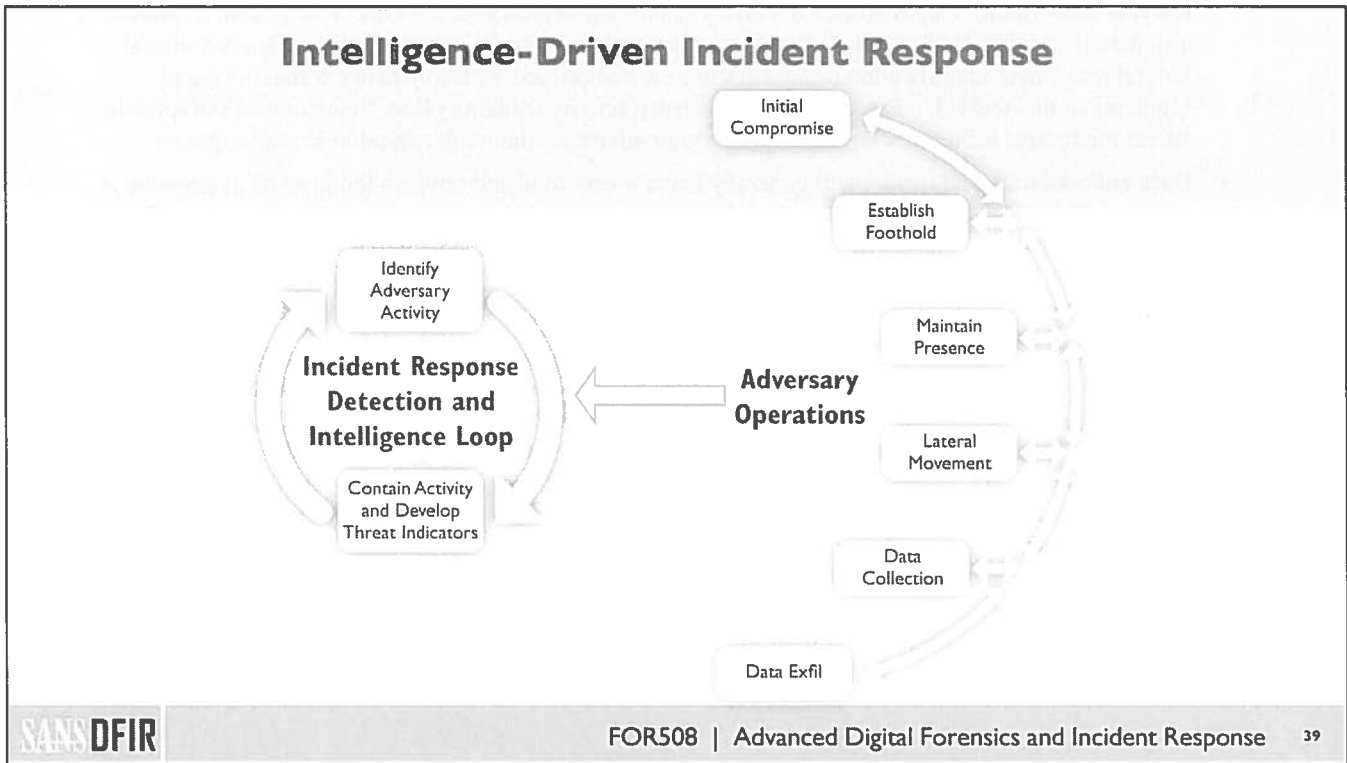 Intelligence-Driven Incident Response
Initial
Compromise
Establish
Foothold
Identify
Adversary
Activity
Maintain
Presence
Incident Response
Detection and
Intelligence Loop
Adversary
Operations
Lateral
Movement
Contain Activity
and Develop
Threat Indicators
Data
Collection
Data Exfil
SANS DFIR
FOR508 | Advanced Digital Forensics and Incident Response 39